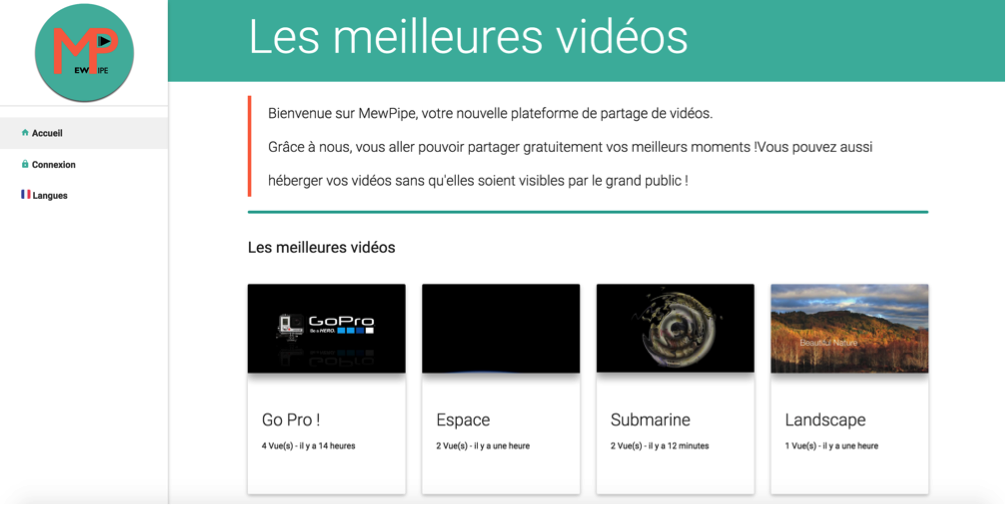 MP
EW IPE
Les meilleures vidéos
Accueil
Connexion
Langues
Bienvenue sur MewPipe, votre nouvelle plateforme de partage de vidéos.
Grâce à nous, vous aller pouvoir partager gratuitement vos meilleurs moments !Vous pouvez aussi
héberger vos vidéos sans qu'elles soient visibles par le grand public !
Les meilleures vidéos
GoPro
Be a HERO.
Beautiful Nature
Go Pro !
4 Vue(s) - il y a 14 heures
Espace
2 Vue(s) - il y a une heure
Submarine
2 Vue(s) - il y a 12 minutes
Landscape
1 Vue(s) - il y a une heure